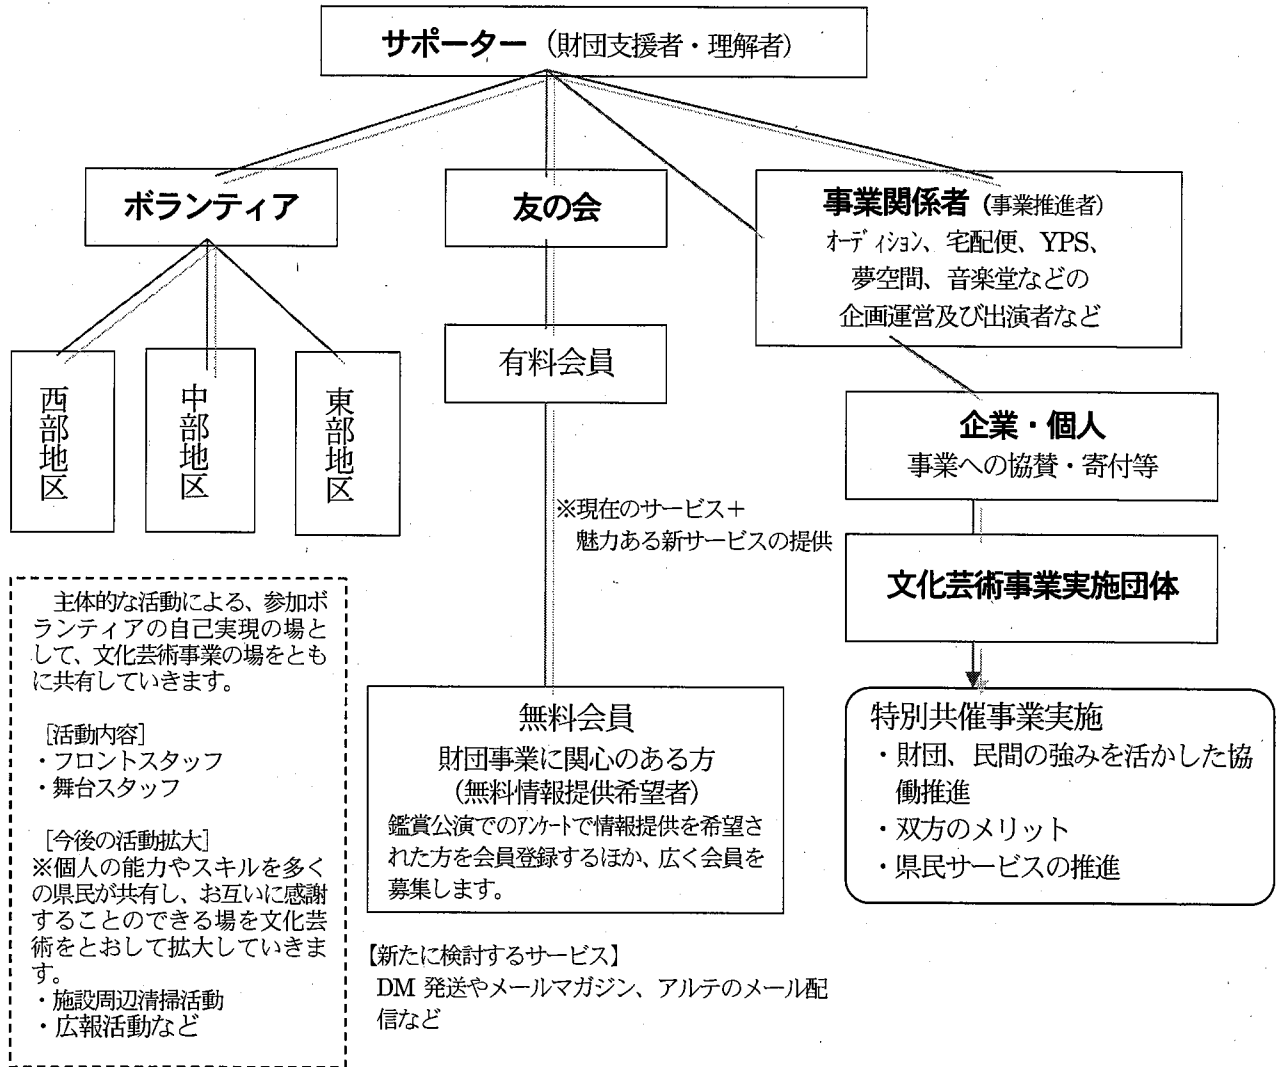 サポーター（財団支援者・理解者）
ボランティア
友の会
事業関係者（事業推進者）
オーディション、宅配便、YPS、
夢空間、音楽堂などの
企画運営及び出演者など
西部地区
中部地区
東部地区
有料会員
企業・個人
事業への協賛・寄付等
※現在のサービス＋
魅力ある新サービスの提供
文化芸術事業実施団体
主体的な活動による、参加ボ
ランティアの自己実現の場と
して、文化芸術事業の場をとも
に共有していきます。
［活動内容］
・フロントスタッフ
・舞台スタッフ
［今後の活動拡大］
※個人の能力やスキルを多く
の県民が共有し、お互いに感謝
することのできる場を文化芸
術をとおして拡大していきま
す。
・施設周辺清掃活動
・広報活動など
無料会員
財団事業に関心のある方
（無料情報提供希望者）
鑑賞公演でのアンケートで情報提供を希望さ
れた方を会員登録するほか、広く会員を
募集します。
【新たに検討するサービス】
DM 発送やメールマガジン、アルテのメール配
信など
特別共催事業実施
・財団、民間の強みを活かした協
働推進
・双方のメリット
・県民サービスの推進